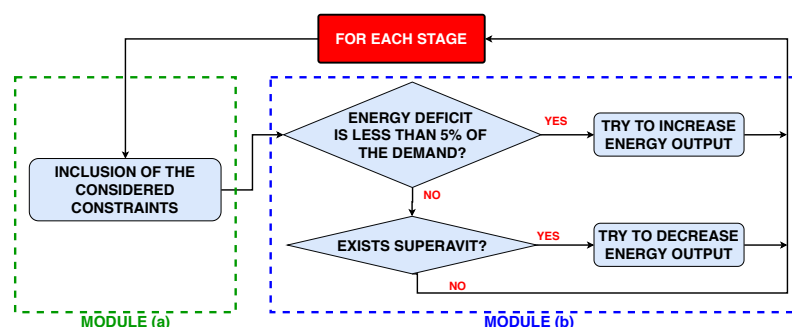 FOR EACH STAGE
ENERGY DEFICIT
IS LESS THAN 5% OF
THE DEMAND?
YES
TRY TO INCREASE
ENERGY OUTPUT
INCLUSION OF THE
CONSIDERED
CONSTRAINTS
NO
EXISTS SUPERAVIT?
YES
TRY TO DECREASE
ENERGY OUTPUT
NO
MODULE (a)
MODULE (b)